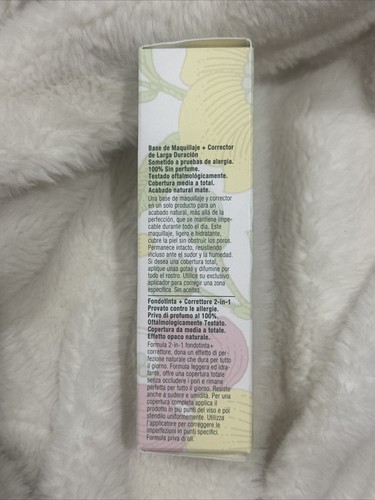 Base de Maquillaje + Corrector
de Larga Duración
Sometido a pruebas de alergia.
100% Sin perfume.
Testado oftalmológicamente.
Cobertura media a total.
Acabado natural mate.
Una base de maquillaje y corrector
en un solo producto para un
acabado natural, más allá de la
perfección, que se mantiene impe-
cable durante todo el día. Este
maquillaje, ligero e hidratante,
cubre la piel sin obstruir los poros.
Permanece intacto, resistiendo
incluso ante el sudor y la humedad.
Si desea una cobertura total,
aplique unas gotas y difumine por
todo el rostro. Utilice su exclusivo
aplicador para corregir una zona
específica. Sin aceites.
Fondotinta + Correttore 2-in-1
Provato contro le allergie.
Privo di profumo al 100%.
Oftalmologicamente Testato.
Copertura da media a totale.
Effetto opaco naturale.
Formula 2-in-1 fondotinta+
correttore, dona un effetto di per-
fezione naturale che dura per tutto
il giorno. Formula leggera ed idra-
tante, offre una copertura totale
senza occludere i pori e rimane
perfetta per tutto il giorno. Resiste
anche a sudore e umidità. Per una
copertura completa applica il
prodotto in più punti del viso e poi
stendilo uniformemente. Utilizza
l'applicatore per correggere le
imperfezioni in punti specifici.
Formula priva di oli.